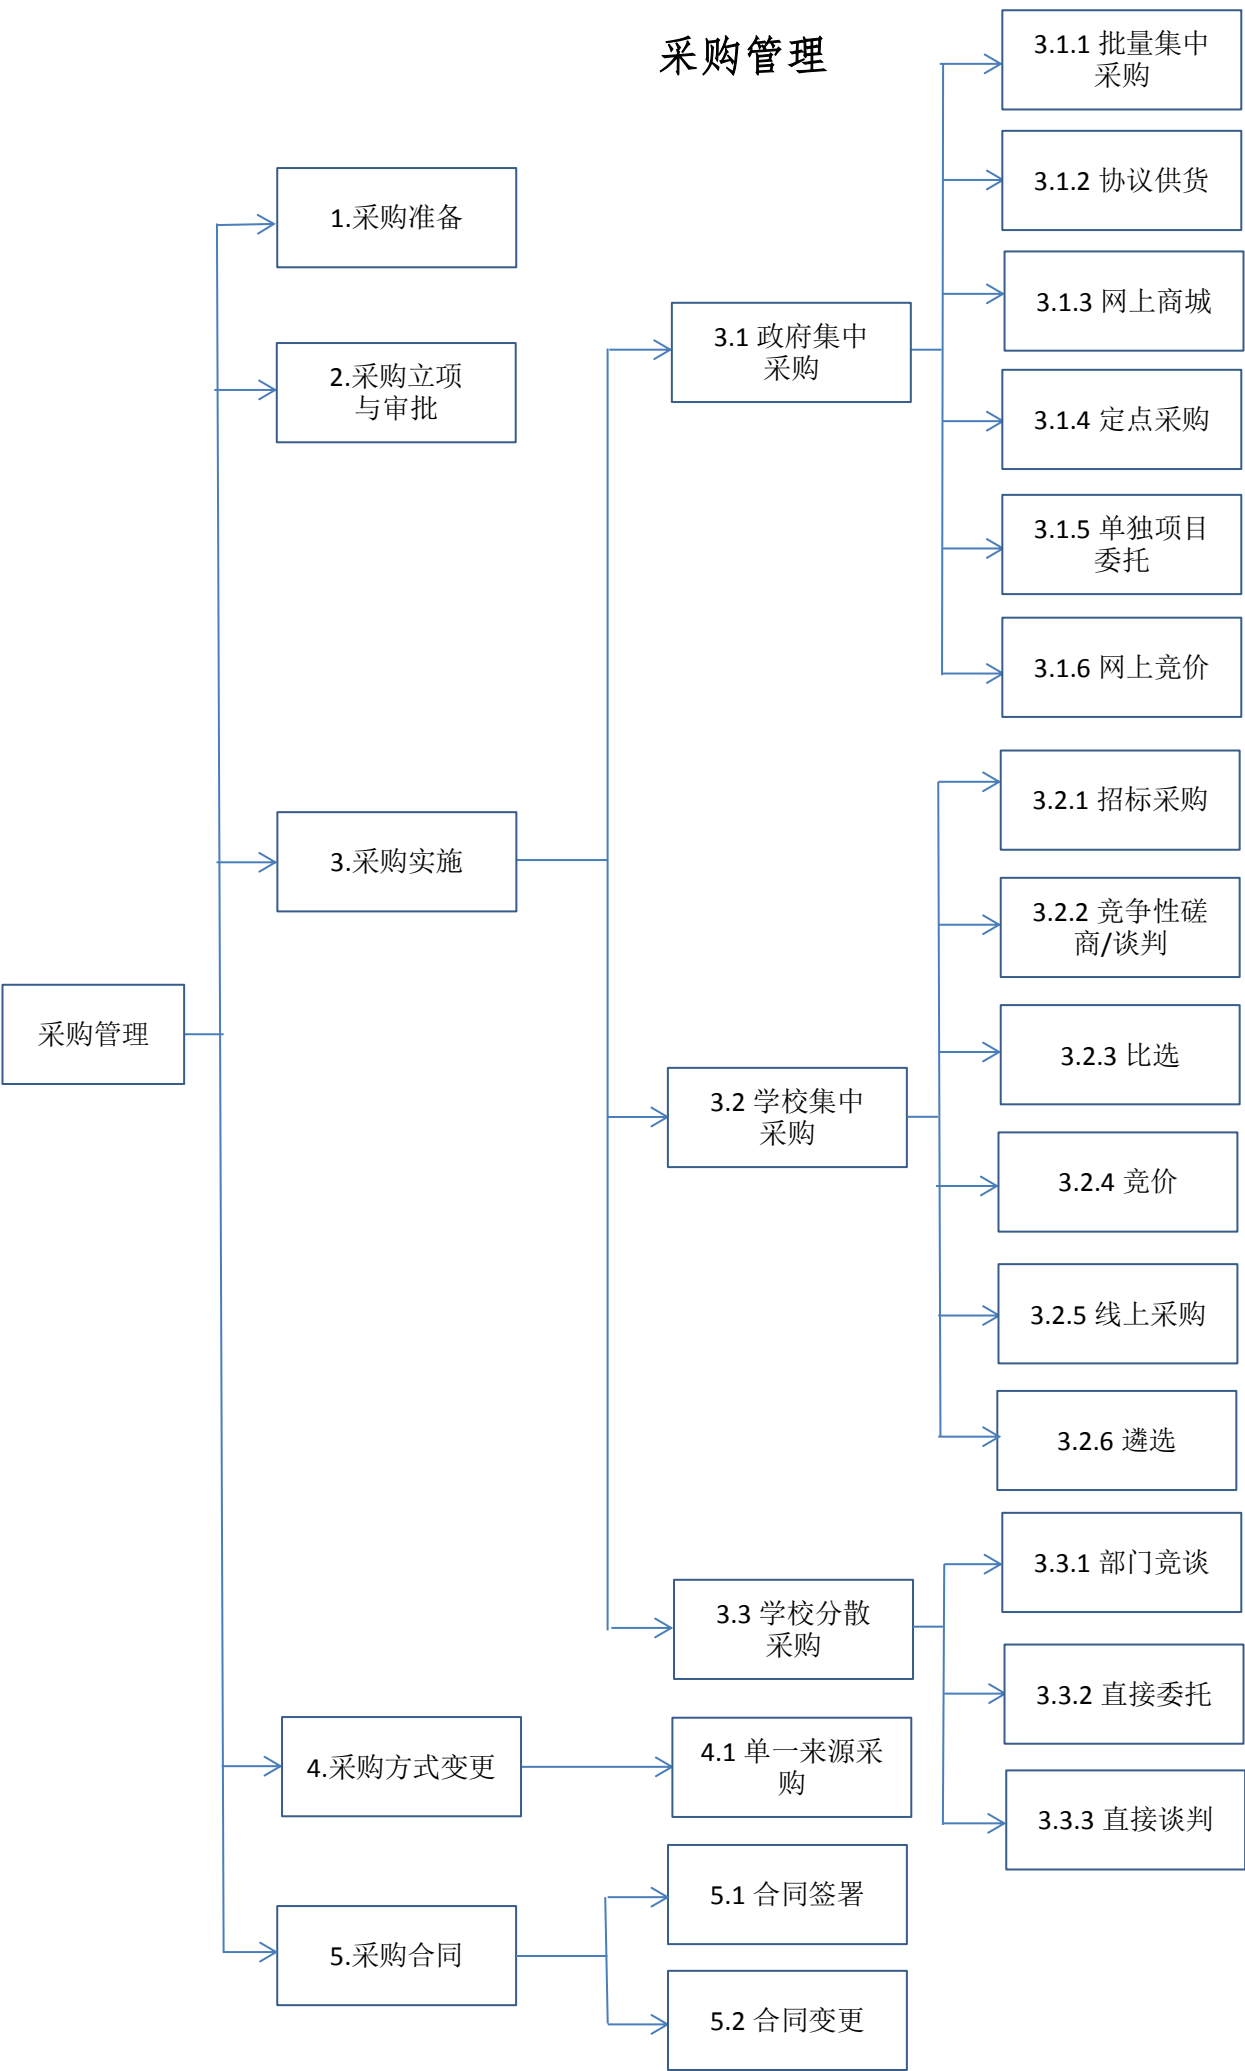 采购管理
采购管理
1.采购准备
2.采购立项
与审批
3.采购实施
3.1 政府集中
采购
3.1.1 批量集中
采购
3.1.2 协议供货
3.1.3 网上商城
3.1.4 定点采购
3.1.5 单独项目
委托
3.1.6 网上竞价
3.2 学校集中
采购
3.2.1 招标采购
3.2.2 竞争性磋
商/谈判
3.2.3 比选
3.2.4 竞价
3.2.5 线上采购
3.2.6 遴选
3.3 学校分散
采购
3.3.1 部门竞谈
3.3.2 直接委托
3.3.3 直接谈判
4.采购方式变更
4.1 单一来源采
购
5.采购合同
5.1 合同签署
5.2 合同变更